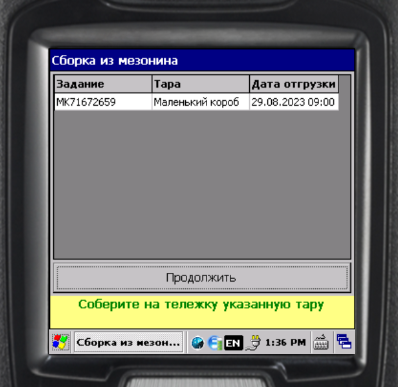 Сборка из мезонина
Задание Тара Дата отгрузки
МК71672659 Маленький короб 29.08.2023 09:00
Продолжить
Соберите на тележку указанную тару
Сборка из мезон... EN 1:36 PM